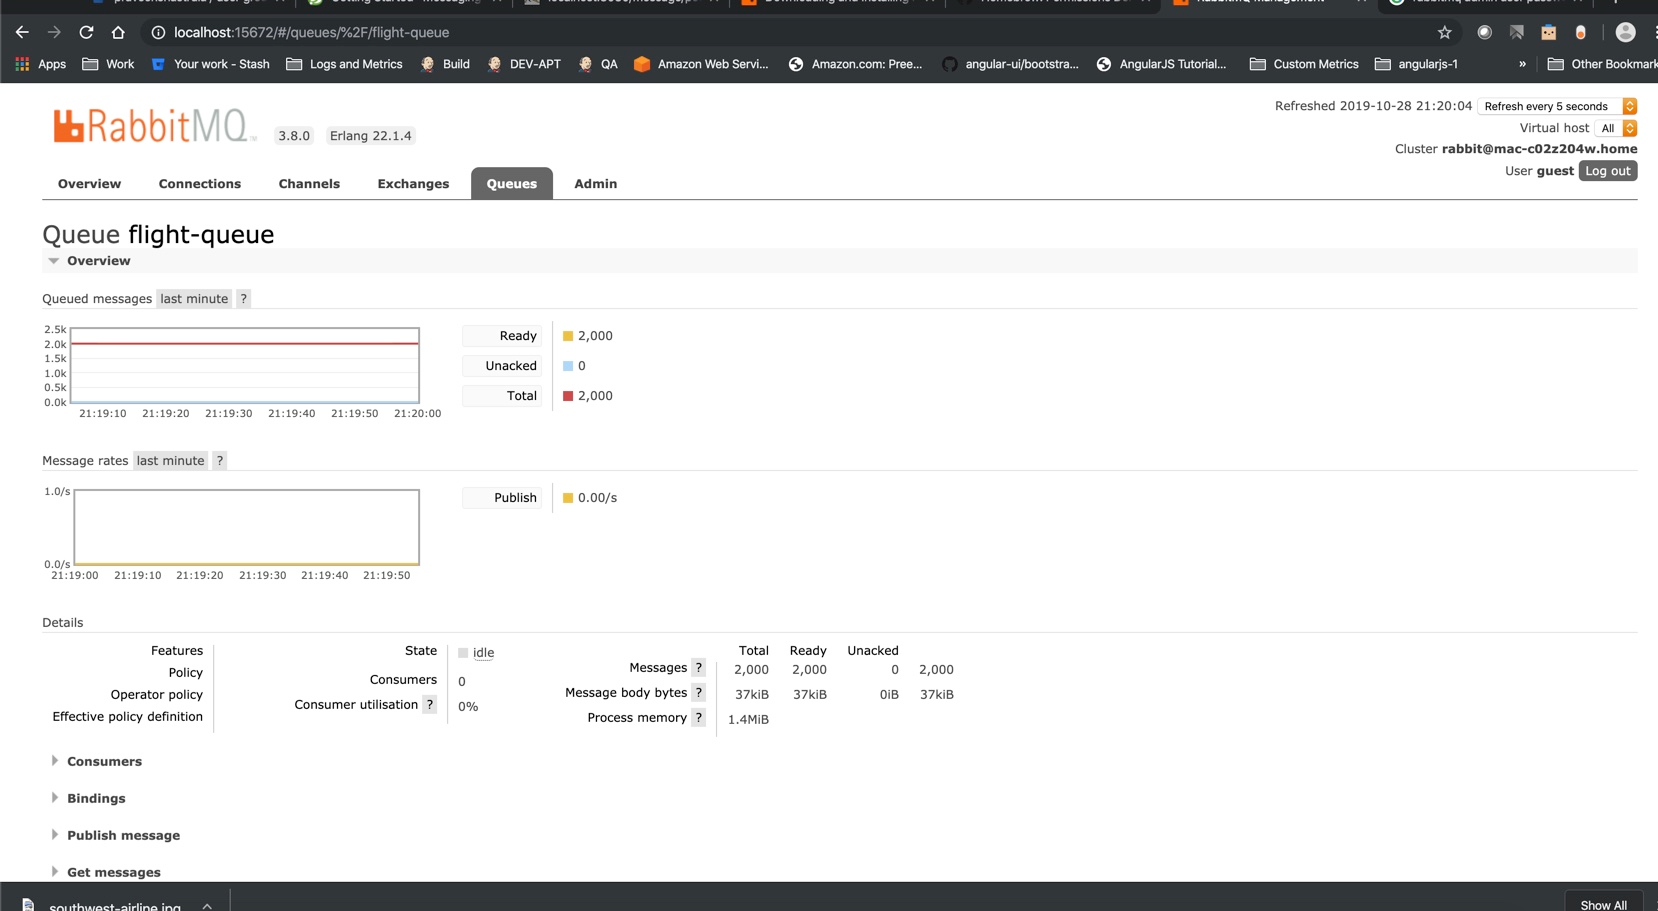 localhost:15672/#/queues/%2F/flight-queue
Apps Work Your work - Stash Logs and Metrics Build DEV-APT QA Amazon Web Servi... Amazon.com: Pree... angular-ui/bootstra... AngularJS Tutorial... Custom Metrics angularjs-1 » Other Bookmark
RabbitMQ TM 3.8.0 Erlang 22.1.4
Refreshed 2019-10-28 21:20:04 Refresh every 5 seconds
Virtual host All
Cluster rabbit@mac-c02z204w.home
User guest Log out
Overview Connections Channels Exchanges Queues Admin
Queue flight-queue
Overview
Queued messages last minute ?
2.5k
2.0k
1.5k
1.0k
0.5k
0.0k
21:19:10 21:19:20 21:19:30 21:19:40 21:19:50 21:20:00
Ready 2,000
Unacked 0
Total 2,000
Message rates last minute ?
1.0/s
0.0/s
21:19:00 21:19:10 21:19:20 21:19:30 21:19:40 21:19:50
Publish 0.00/s
Details
Features
Policy
Operator policy
Effective policy definition
State idle
Consumers 0
Consumer utilisation ? 0%
Total Ready Unacked
Messages ? 2,000 2,000 0 2,000
Message body bytes ? 37kiB 37kiB 0iB 37kiB
Process memory ? 1.4MiB
Consumers
Bindings
Publish message
Get messages
southwest-airline.jpg
Show All